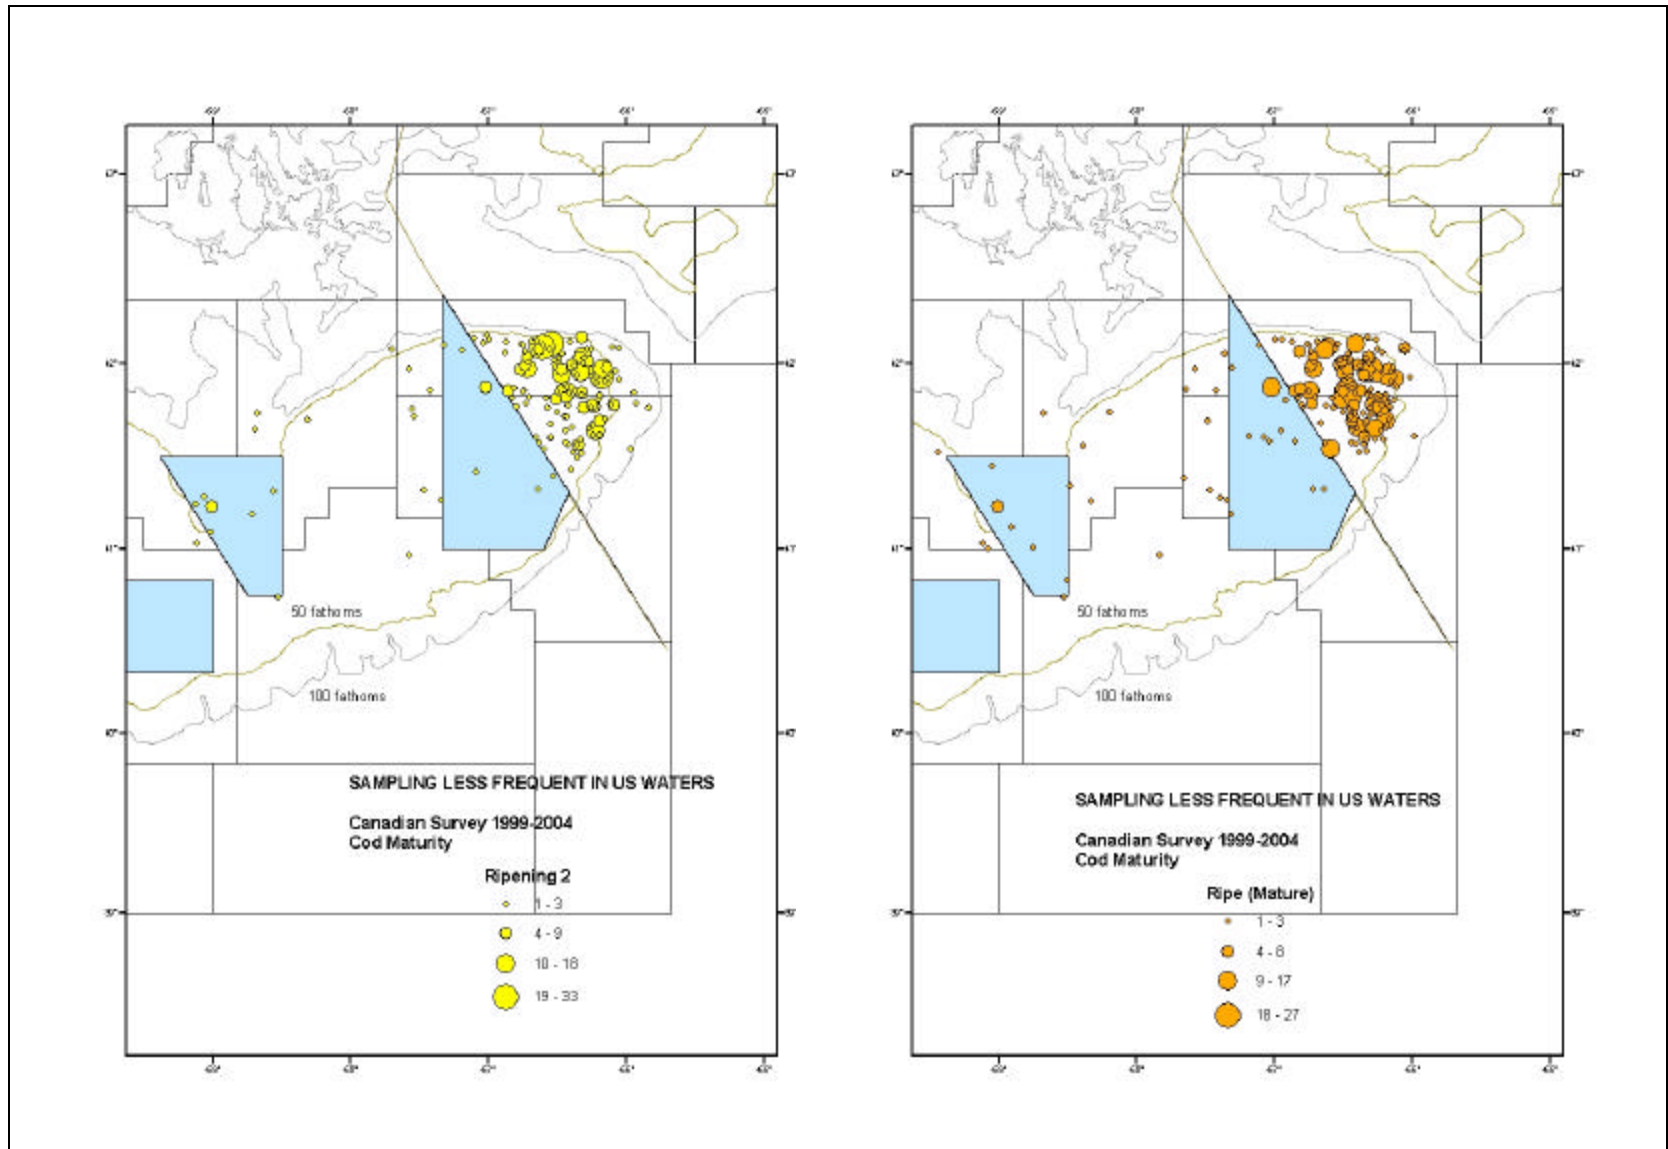 50 fathoms
100 fathoms
SAMPLING LESS FREQUENT IN US WATERS
Canadian Survey 1999-2004
Cod Maturity
Ripening 2
1 - 3
4 - 9
10 - 18
19 - 33
50 fathoms
100 fathoms
SAMPLING LESS FREQUENT IN US WATERS
Canadian Survey 1999-2004
Cod Maturity
Ripe (Mature)
1 - 3
4 - 8
9 - 17
18 - 27